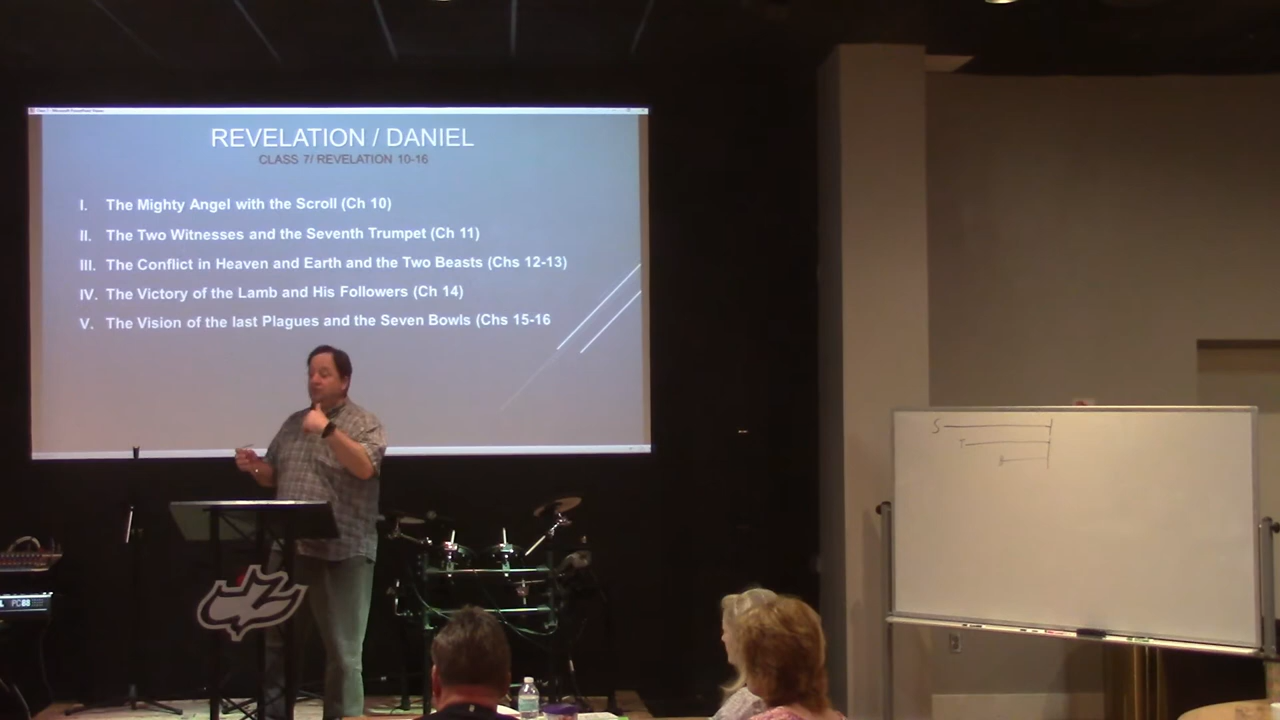 REVELATION / DANIEL
CLASS 7/ REVELATION 10-16
I. The Mighty Angel with the Scroll (Ch 10)
II. The Two Witnesses and the Seventh Trumpet (Ch 11)
III. The Conflict in Heaven and Earth and the Two Beasts (Chs 12-13)
IV. The Victory of the Lamb and His Followers (Ch 14)
V. The Vision of the last Plagues and the Seven Bowls (Chs 15-16
S
T
PC88